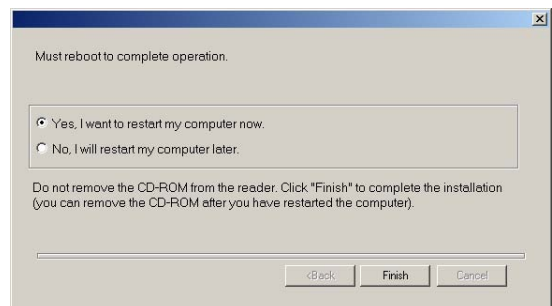 Must reboot to complete operation.
Yes, I want to restart my computer now.
No, I will restart my computer later.
Do not remove the CD-ROM from the reader. Click "Finish" to complete the installation
(you can remove the CD-ROM after you have restarted the computer).
<Back Finish Cancel